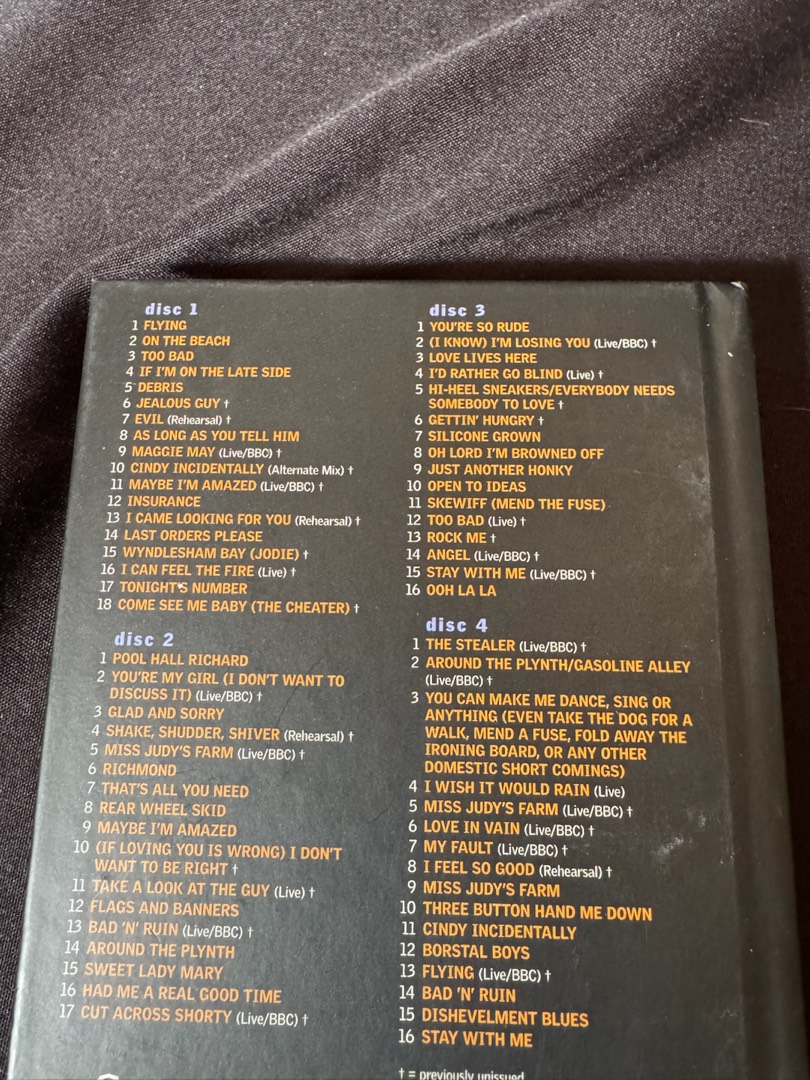 disc 1
1 FLYING
2 ON THE BEACH
3 TOO BAD
4 IF I'M ON THE LATE SIDE
5 DEBRIS
6 JEALOUS GUY †
7 EVIL (Rehearsal) †
8 AS LONG AS YOU TELL HIM
9 MAGGIE MAY (Live/BBC) †
10 CINDY INCIDENTALLY (Alternate Mix) †
11 MAYBE I'M AMAZED (Live/BBC) †
12 INSURANCE
13 I CAME LOOKING FOR YOU (Rehearsal) †
14 LAST ORDERS PLEASE
15 WYNDLESHAM BAY (JODIE) †
16 I CAN FEEL THE FIRE (Live) †
17 TONIGHT'S NUMBER
18 COME SEE ME BABY (THE CHEATER) †
disc 2
1 POOL HALL RICHARD
2 YOU'RE MY GIRL (I DON'T WANT TO
DISCUSS IT) (Live/BBC) †
3 GLAD AND SORRY
4 SHAKE, SHUDDER, SHIVER (Rehearsal) †
5 MISS JUDY'S FARM (Live/BBC) †
6 RICHMOND
7 THAT'S ALL YOU NEED
8 REAR WHEEL SKID
9 MAYBE I'M AMAZED
10 (IF LOVING YOU IS WRONG) I DON'T
WANT TO BE RIGHT †
11 TAKE A LOOK AT THE GUY (Live) †
12 FLAGS AND BANNERS
13 BAD 'N' RUIN (Live/BBC) †
14 AROUND THE PLYNTH
15 SWEET LADY MARY
16 HAD ME A REAL GOOD TIME
17 CUT ACROSS SHORTY (Live/BBC) †
disc 3
1 YOU'RE SO RUDE
2 (I KNOW) I'M LOSING YOU (Live/BBC) †
3 LOVE LIVES HERE
4 I'D RATHER GO BLIND (Live) †
5 HI-HEEL SNEAKERS/EVERYBODY NEEDS
SOMEBODY TO LOVE †
6 GETTIN' HUNGRY †
7 SILICONE GROWN
8 OH LORD I'M BROWNED OFF
9 JUST ANOTHER HONKY
10 OPEN TO IDEAS
11 SKEWIFF (MEND THE FUSE)
12 TOO BAD (Live) †
13 ROCK ME †
14 ANGEL (Live/BBC) †
15 STAY WITH ME (Live/BBC) †
16 OOH LA LA
disc 4
1 THE STEALER (Live/BBC) †
2 AROUND THE PLYNTH/GASOLINE ALLEY
(Live/BBC) †
3 YOU CAN MAKE ME DANCE, SING OR
ANYTHING (EVEN TAKE THE DOG FOR A
WALK, MEND A FUSE, FOLD AWAY THE
IRONING BOARD, OR ANY OTHER
DOMESTIC SHORT COMINGS)
4 I WISH IT WOULD RAIN (Live)
5 MISS JUDY'S FARM (Live/BBC) †
6 LOVE IN VAIN (Live/BBC) †
7 MY FAULT (Live/BBC) †
8 I FEEL SO GOOD (Rehearsal) †
9 MISS JUDY'S FARM
10 THREE BUTTON HAND ME DOWN
11 CINDY INCIDENTALLY
12 BORSTAL BOYS
13 FLYING (Live/BBC) †
14 BAD 'N' RUIN
15 DISHEVELMENT BLUES
16 STAY WITH ME
† = previously unissued